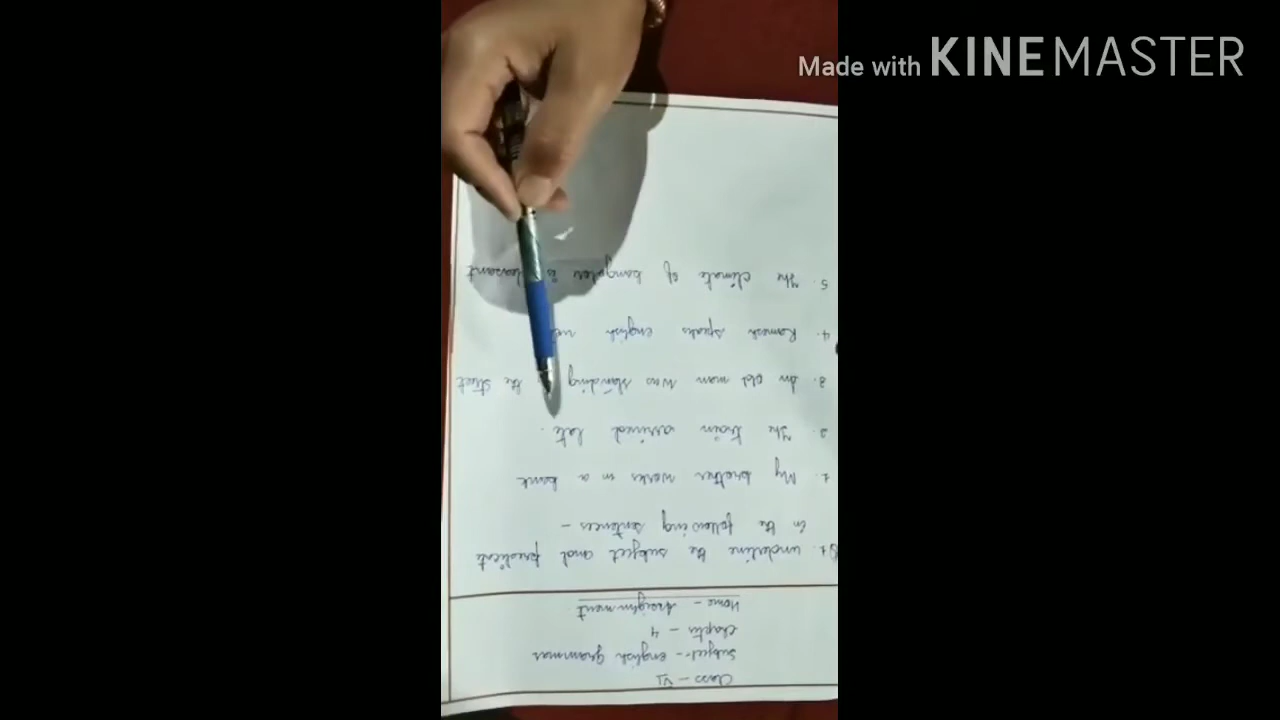 Made with KINEMASTER
Class - VI
Subject - english grammar
Chapter - 4
Home - Assignment
Q1. underline the subject and predicate
in the following sentences -
1. My brother works in a bank
2. The train arrived late.
3. An old man was standing the street
4. Ramesh speaks english
5. The climate of is pleasant